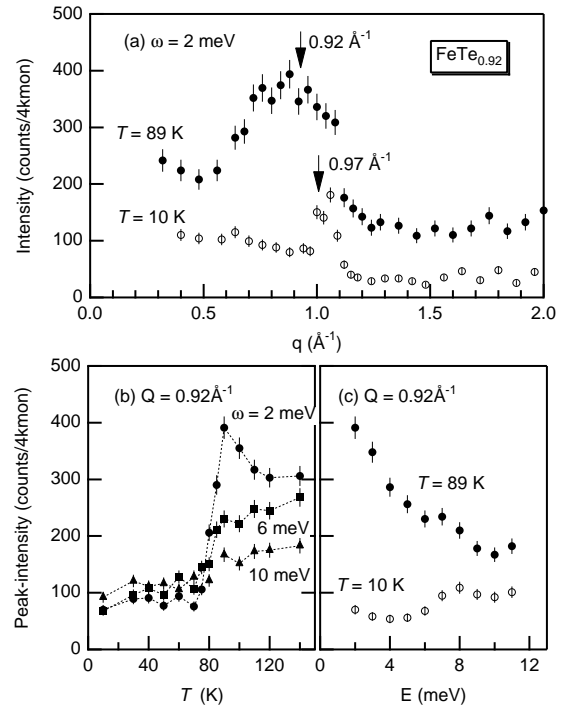 (a) ω = 2 meV
0.92 Å⁻¹
FeTe₀.₉₂
T = 89 K
0.97 Å⁻¹
T = 10 K
Intensity (counts/4kmon)
500
400
300
200
100
0
0.0 0.5 1.0 1.5 2.0
q (Å⁻¹)
(b) Q = 0.92Å⁻¹
ω = 2 meV
6 meV
10 meV
Peak-intensity (counts/4kmon)
500
400
300
200
100
0
0 40 80 120
T (K)
(c) Q = 0.92Å⁻¹
T = 89 K
T = 10 K
0 4 8 12
E (meV)